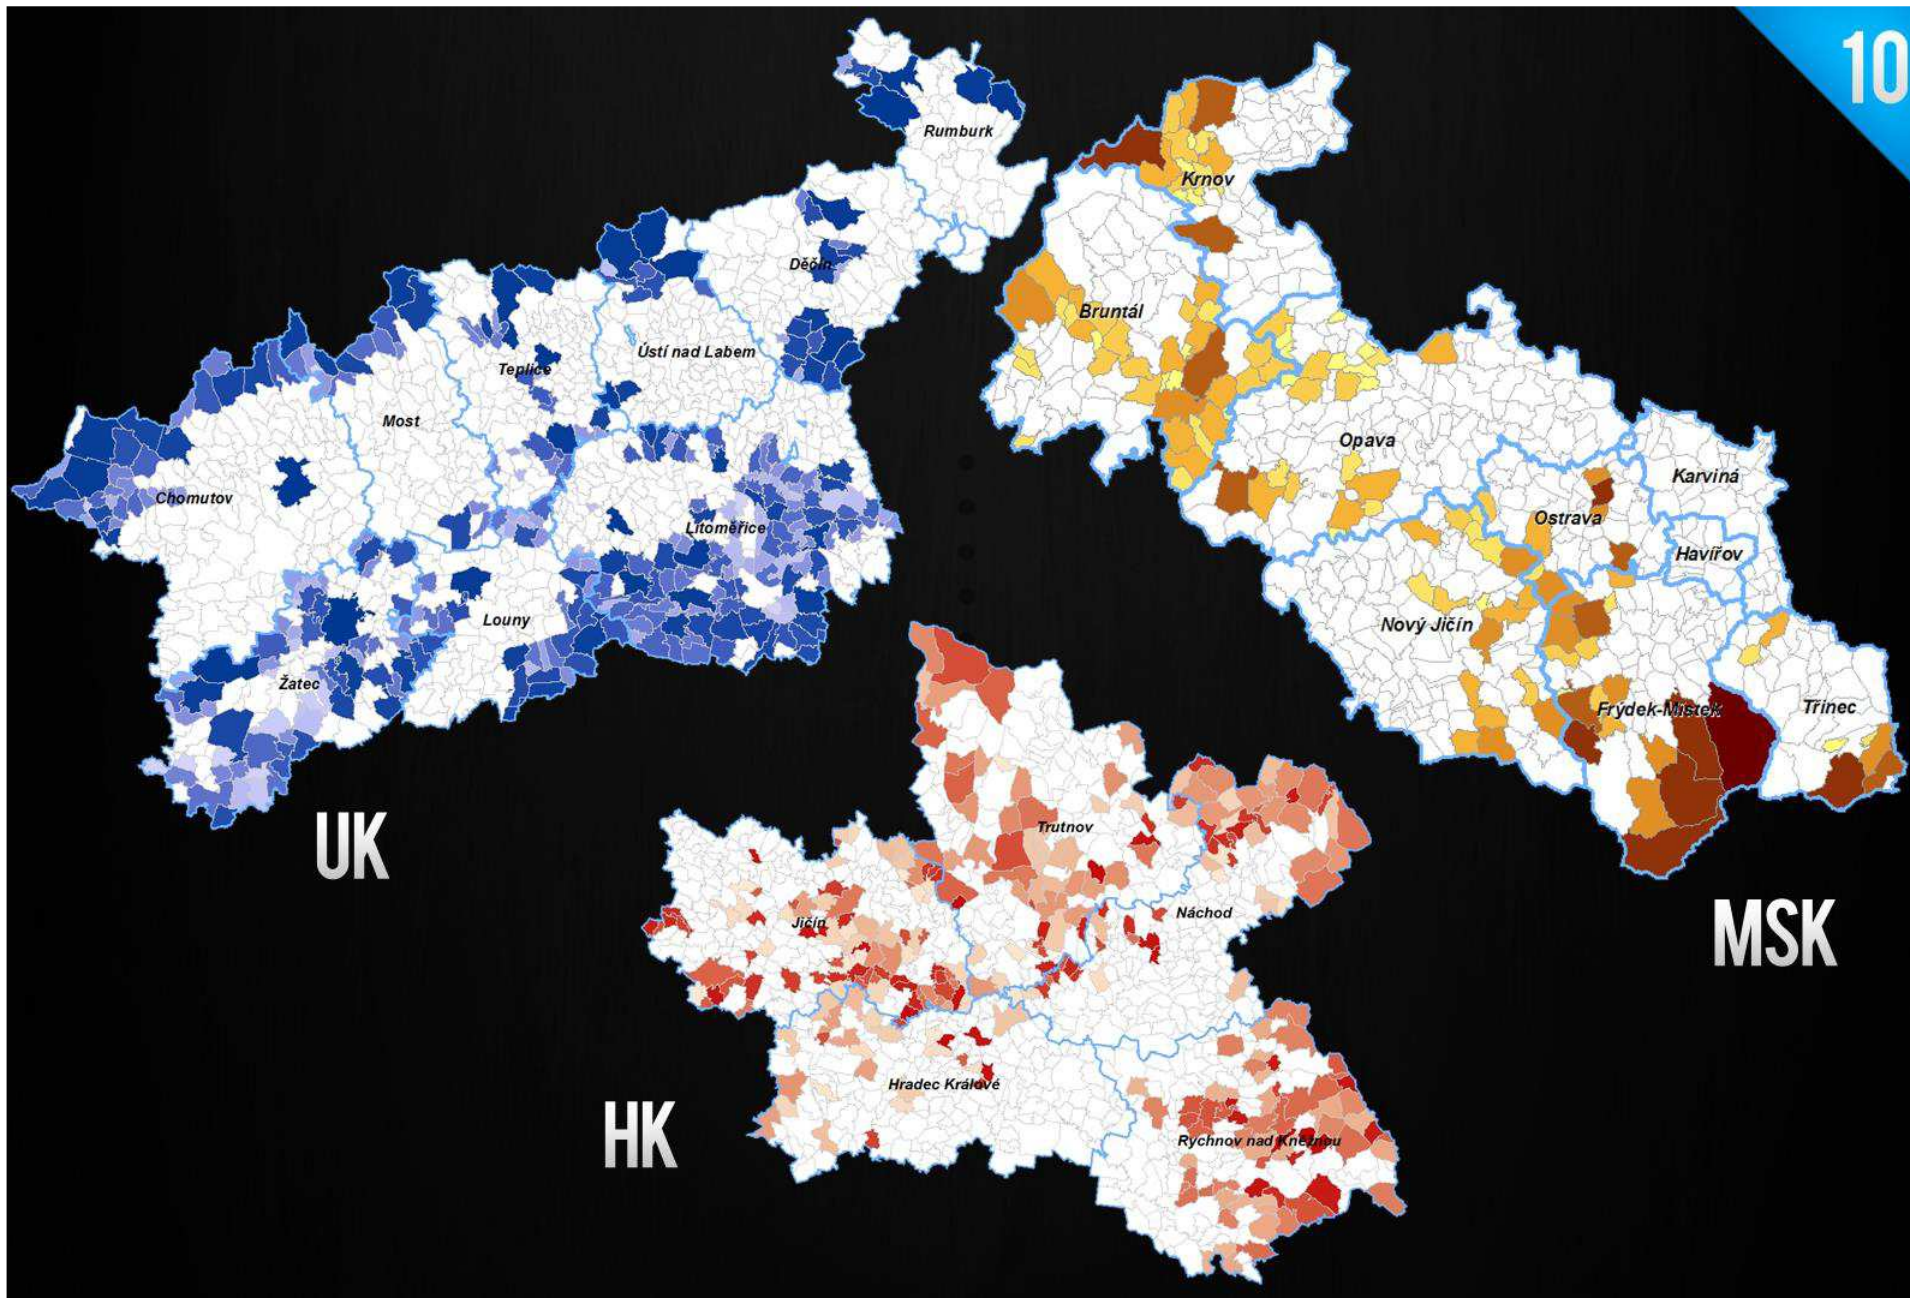 10
Rumburk
Děčín
Ústí nad Labem
Teplice
Most
Chomutov
Litoměřice
Louny
Žatec
UK
Krnov
Bruntál
Opava
Karviná
Ostrava
Havířov
Nový Jičín
Frýdek-Místek
Třinec
MSK
Trutnov
Jičín
Náchod
Hradec Králové
Rychnov nad Kněžnou
HK